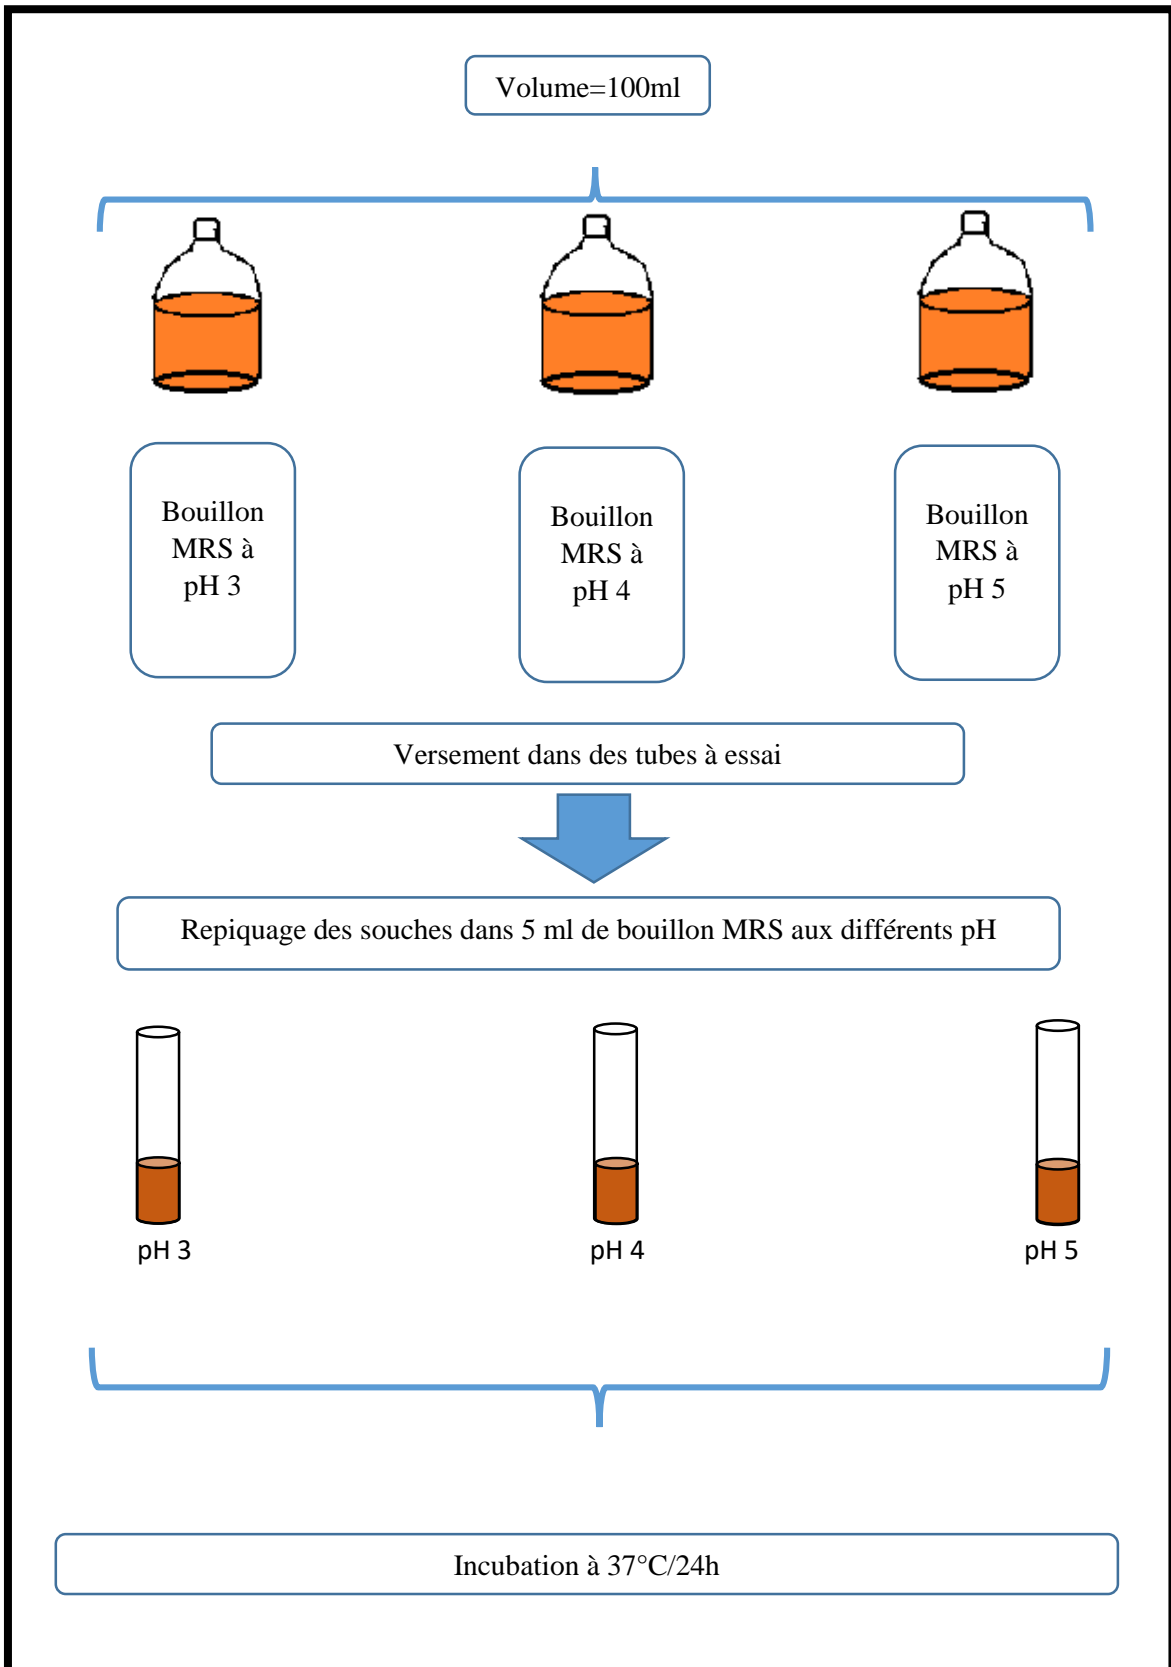 Volume=100ml
Bouillon
MRS à
pH 3
Bouillon
MRS à
pH 4
Bouillon
MRS à
pH 5
Versement dans des tubes à essai
Repiquage des souches dans 5 ml de bouillon MRS aux différents pH
pH 3
pH 4
pH 5
Incubation à 37°C/24h